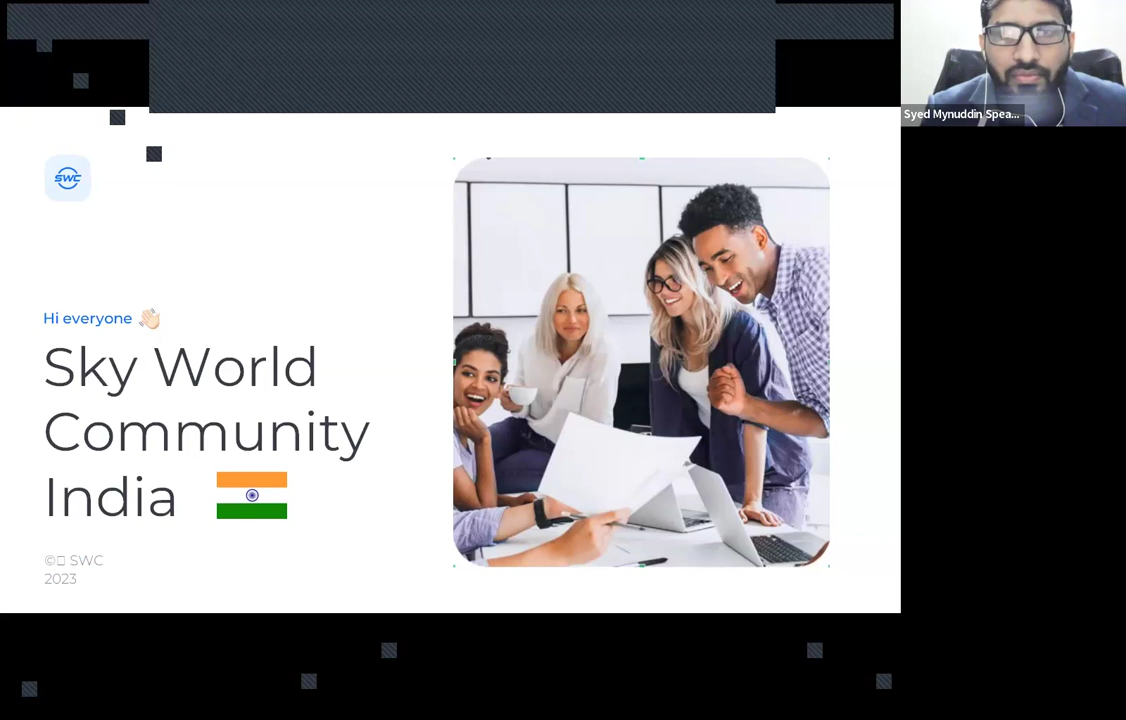 Syed Mynuddin Spea...
SWC
Hi everyone 👋🏻
Sky World
Community
India
©□ SWC
2023